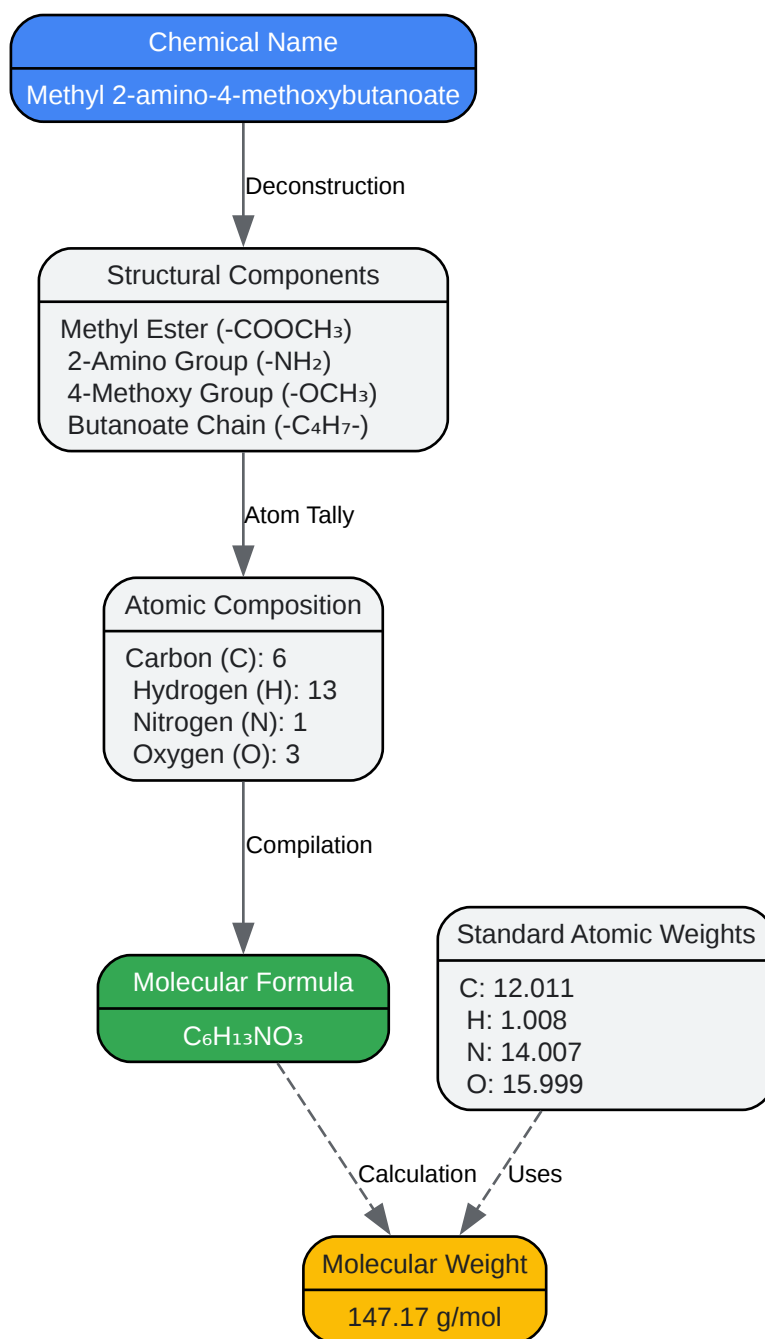 Chemical Name
Methyl 2-amino-4-methoxybutanoate
Deconstruction
Structural Components
Methyl Ester (-COOCH₃)
2-Amino Group (-NH₂)
4-Methoxy Group (-OCH₃)
Butanoate Chain (-C₄H₇-)
Atom Tally
Atomic Composition
Carbon (C): 6
Hydrogen (H): 13
Nitrogen (N): 1
Oxygen (O): 3
Compilation
Molecular Formula
C₆H₁₃NO₃
Standard Atomic Weights
C: 12.011
H: 1.008
N: 14.007
O: 15.999
Calculation
Uses
Molecular Weight
147.17 g/mol